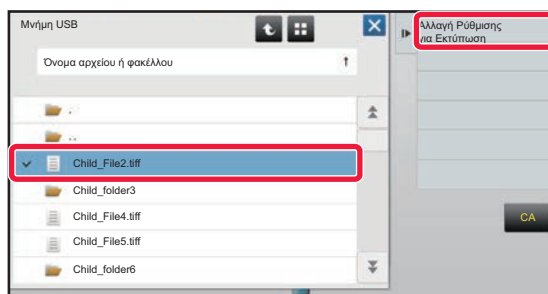 Μνήμη USB
Όνομα αρχείου ή φακέλλου
.
..
Child_File2.tiff
Child_folder3
Child_File4.tiff
Child_File5.tiff
Child_folder6
Αλλαγή Ρύθμισης
για Εκτύπωση
CA